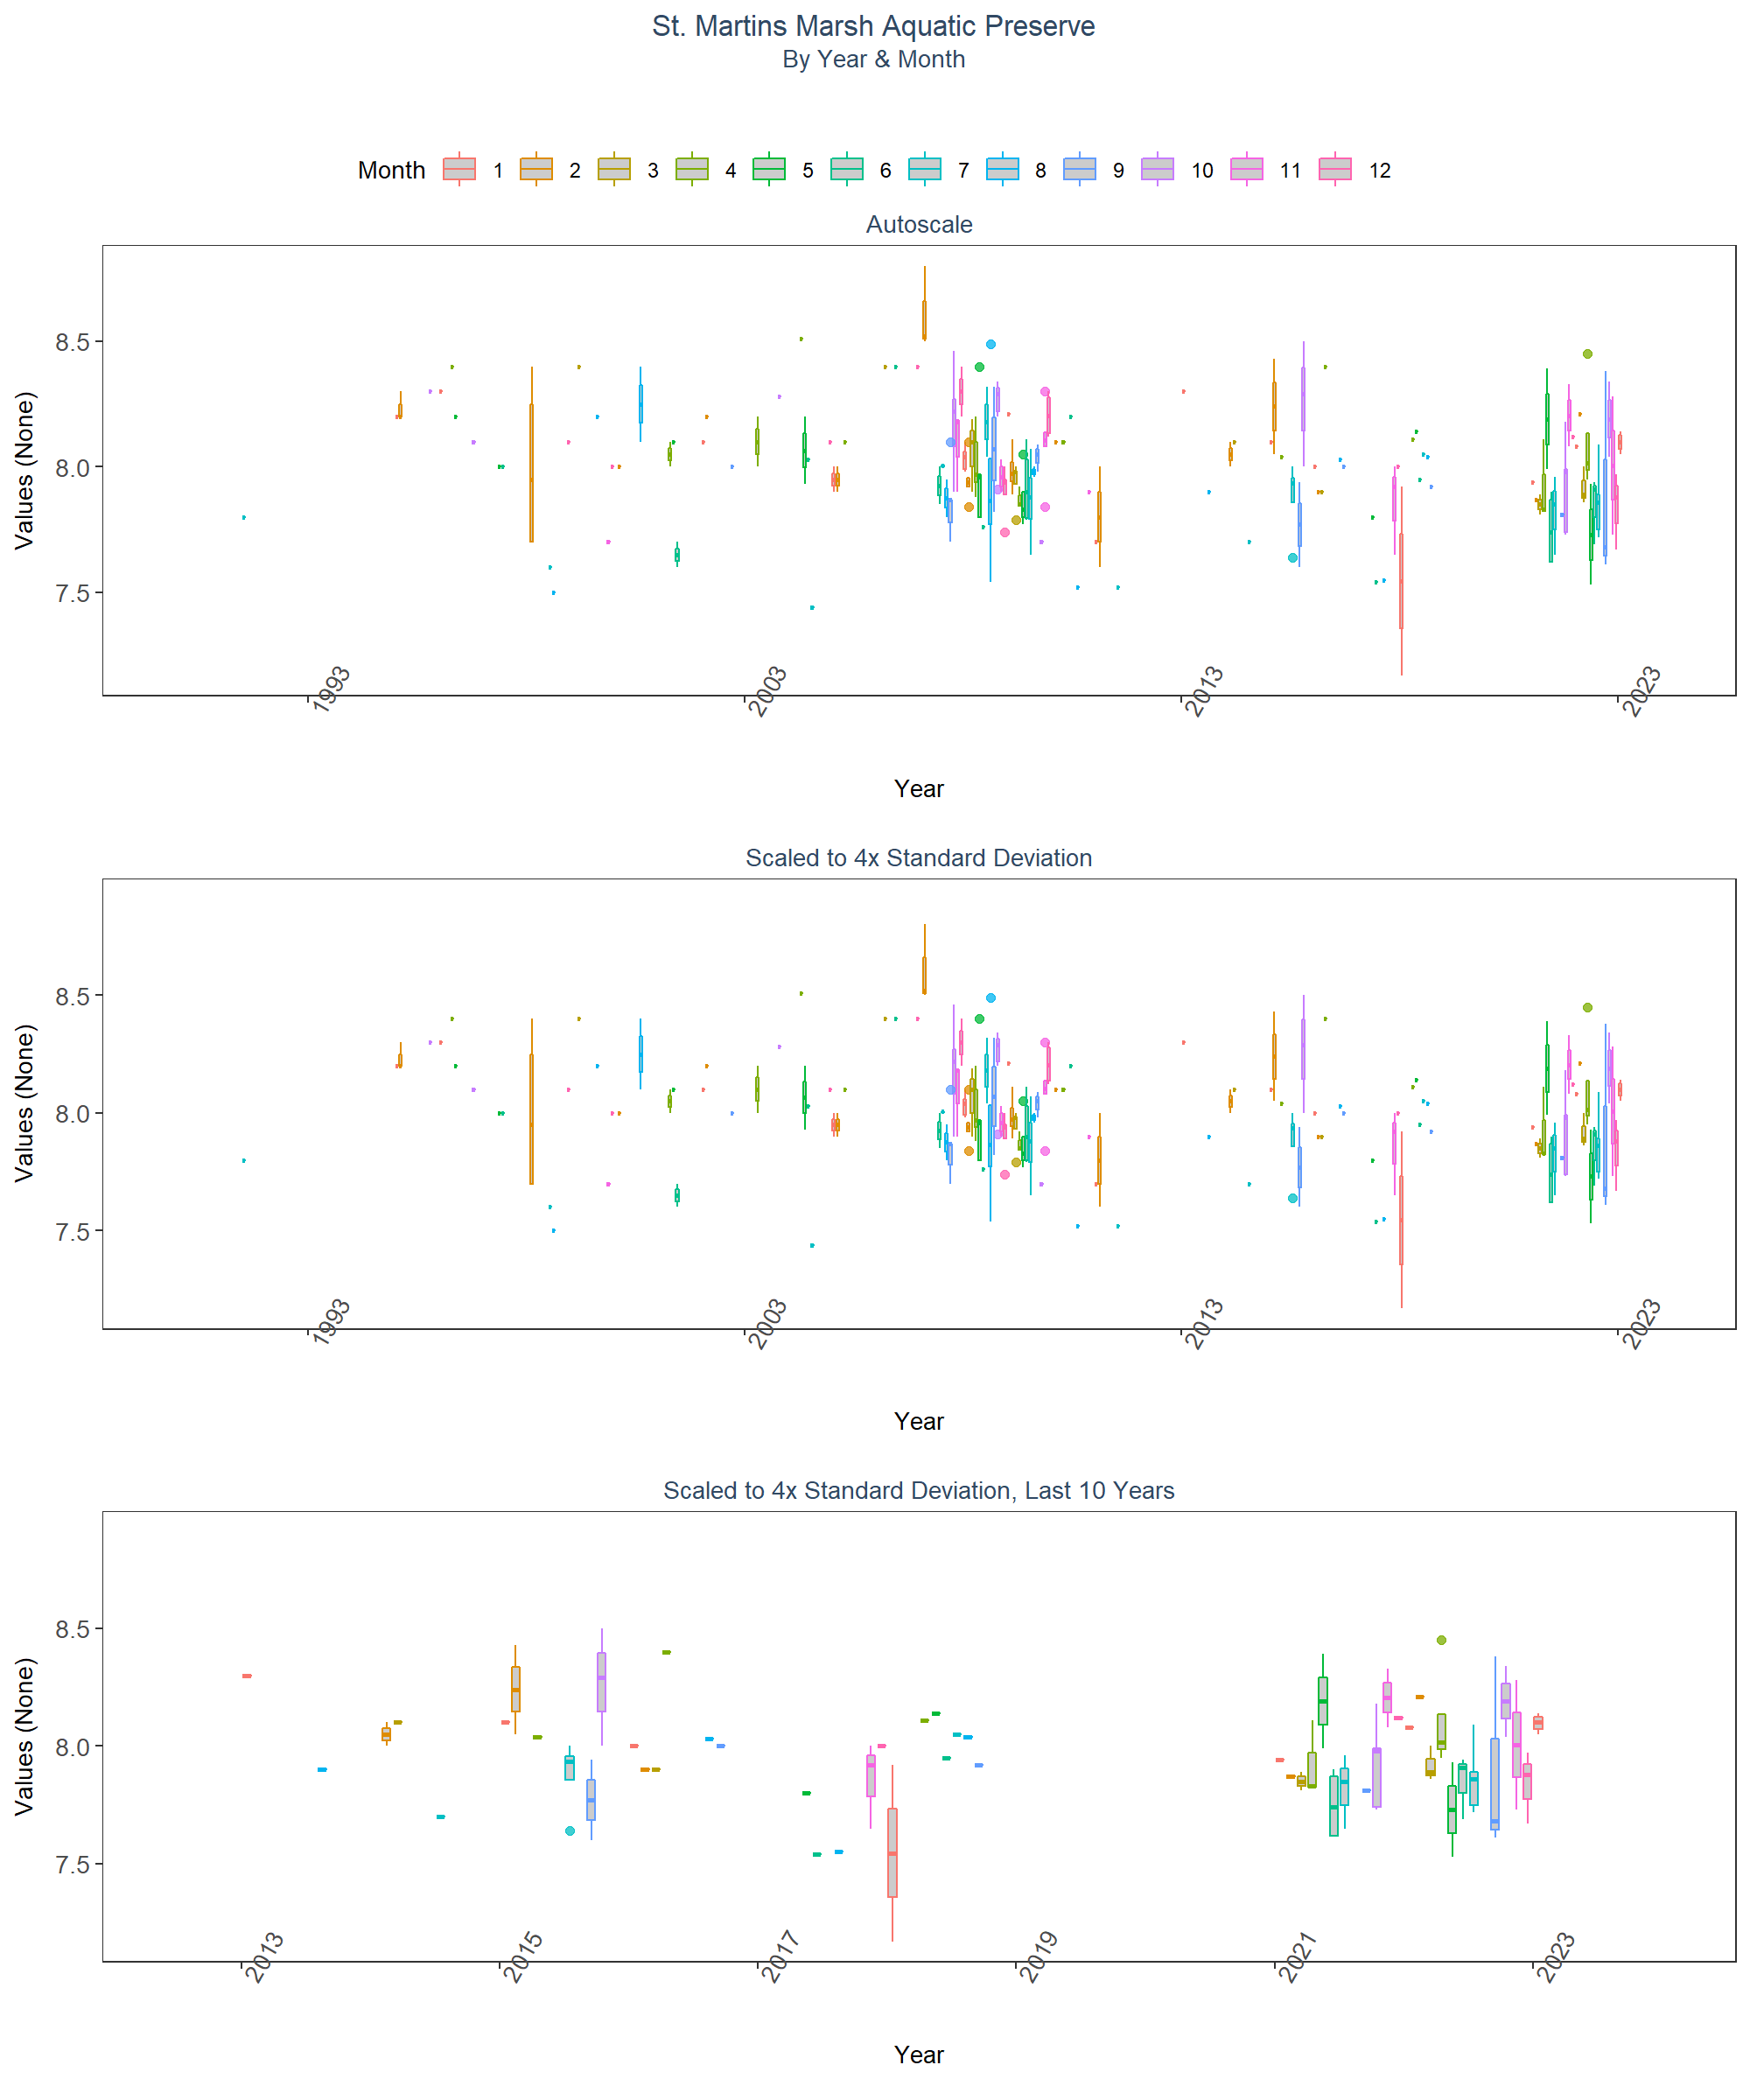 St. Martins Marsh Aquatic Preserve
By Year & Month
Month 1 2 3 4 5 6 7 8 9 10 11 12
Autoscale
Values (None)
8.5
8.0
7.5
1993 2003 2013 2023
Year
Scaled to 4x Standard Deviation
Values (None)
8.5
8.0
7.5
1993 2003 2013 2023
Year
Scaled to 4x Standard Deviation, Last 10 Years
Values (None)
8.5
8.0
7.5
2013 2015 2017 2019 2021 2023
Year